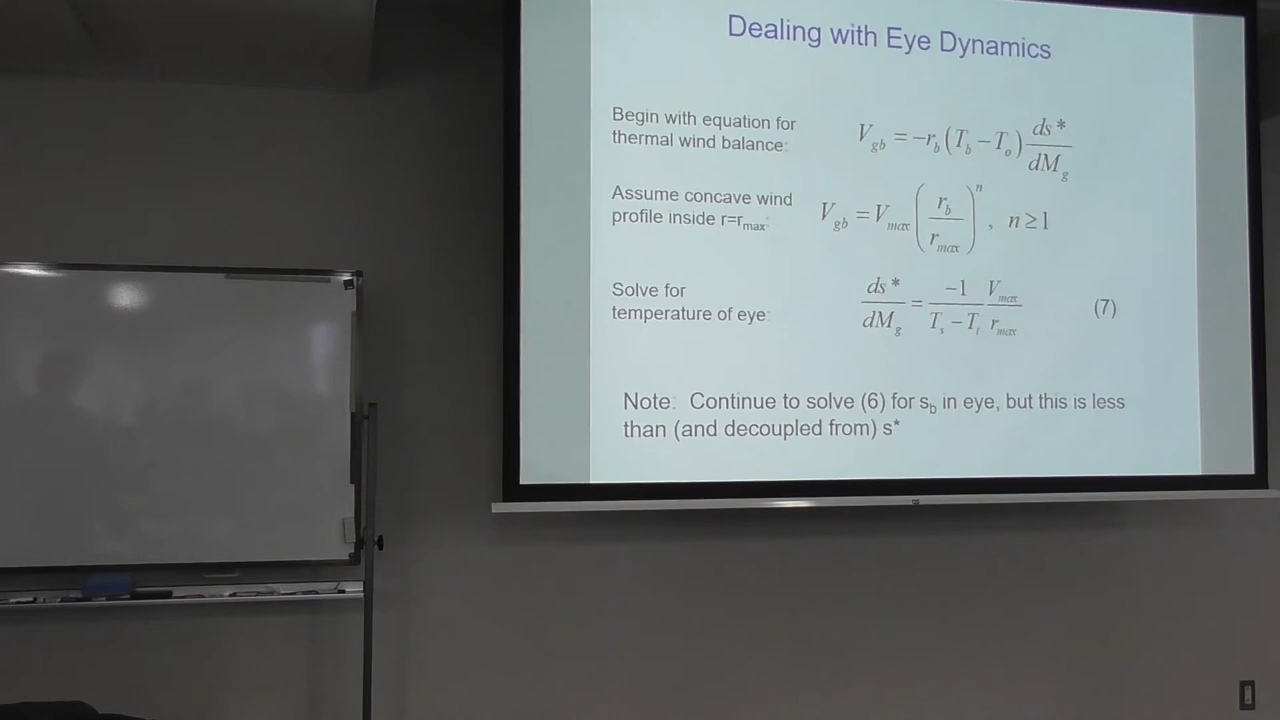 Dealing with Eye Dynamics
Begin with equation for
thermal wind balance:
V_gb = -r_b (T_b - T_o) ds*/dM_g
Assume concave wind
profile inside r=r_max:
V_gb = V_max (r_b/r_max)^n, n ≥ 1
Solve for
temperature of eye:
ds*/dM_g = -1/(T_s - T_t) V_max/r_max (7)
Note: Continue to solve (6) for s_b in eye, but this is less
than (and decoupled from) s*